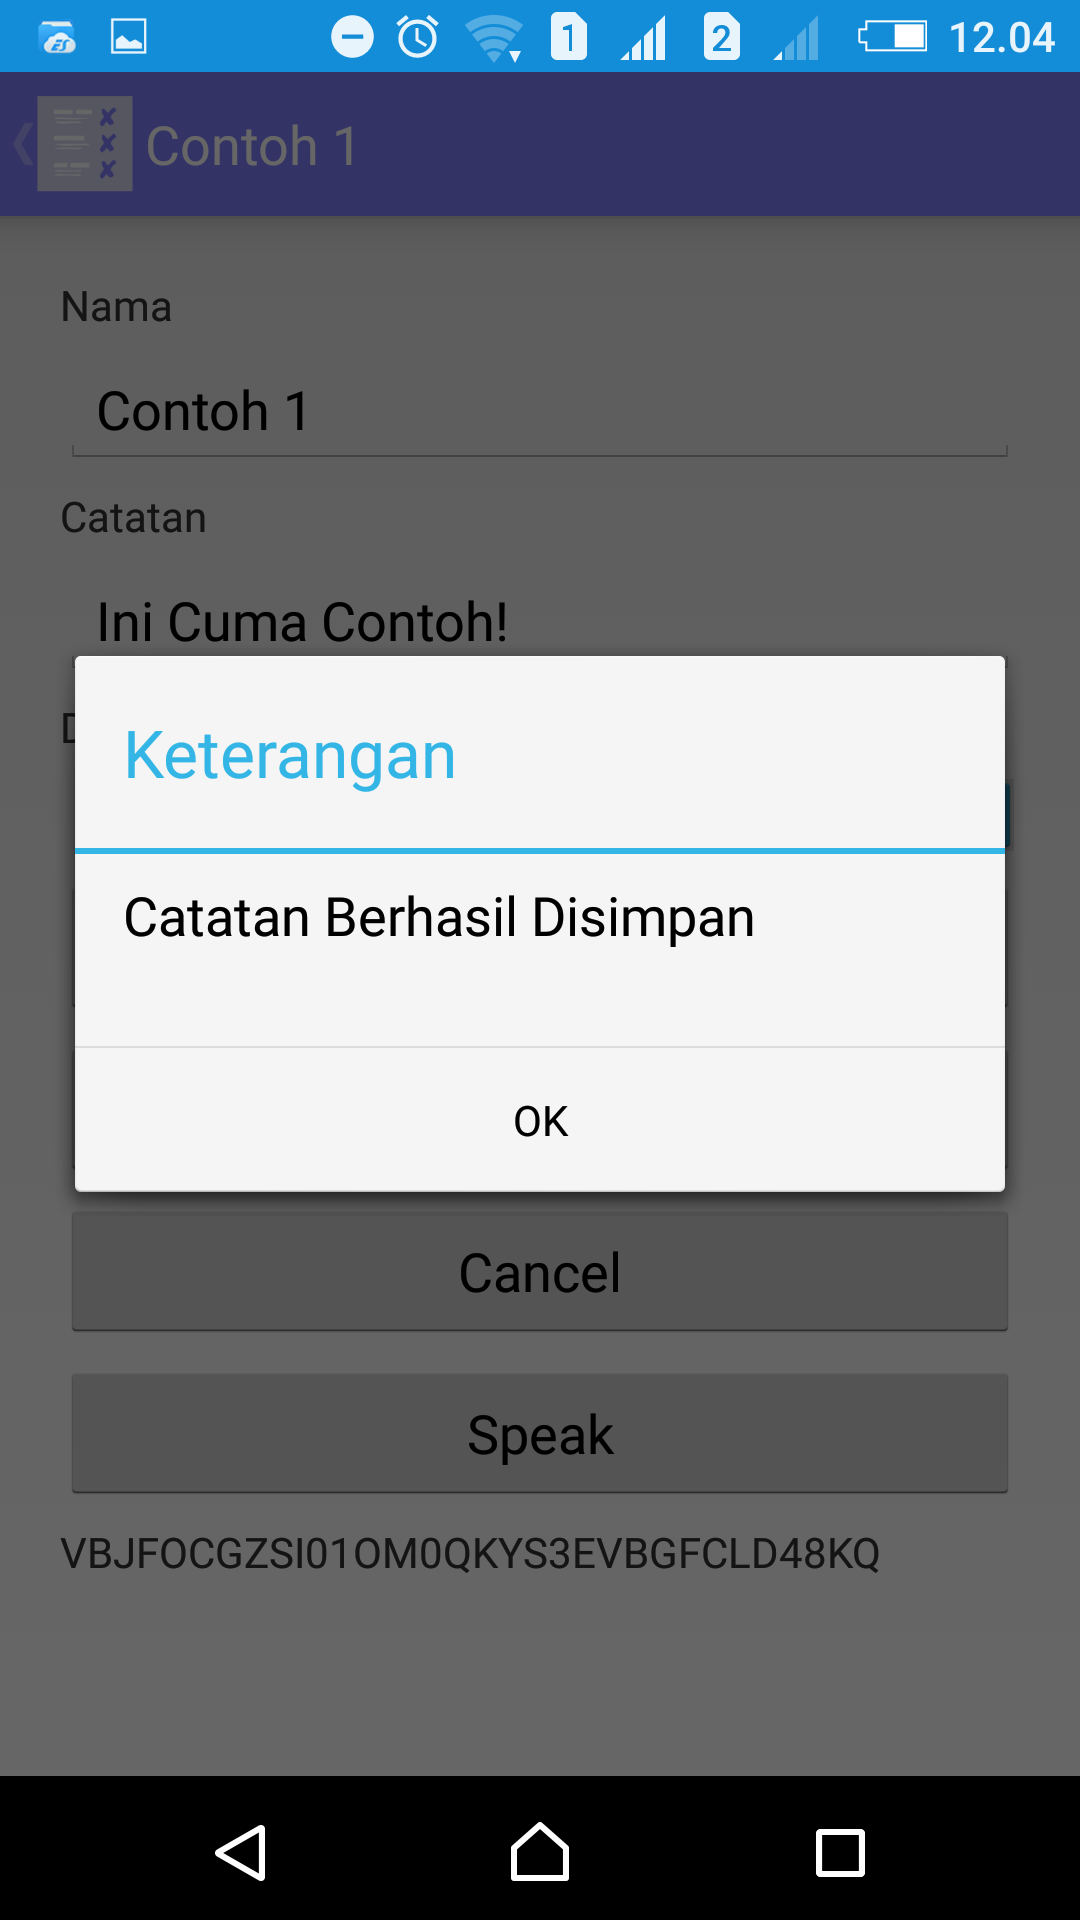 1
2
12.04
Contoh 1
Nama
Contoh 1
Catatan
Ini Cuma Contoh!
Keterangan
Catatan Berhasil Disimpan
OK
Cancel
Speak
VBJFOCGZSI01OM0QKYS3EVBGFCLD48KQ